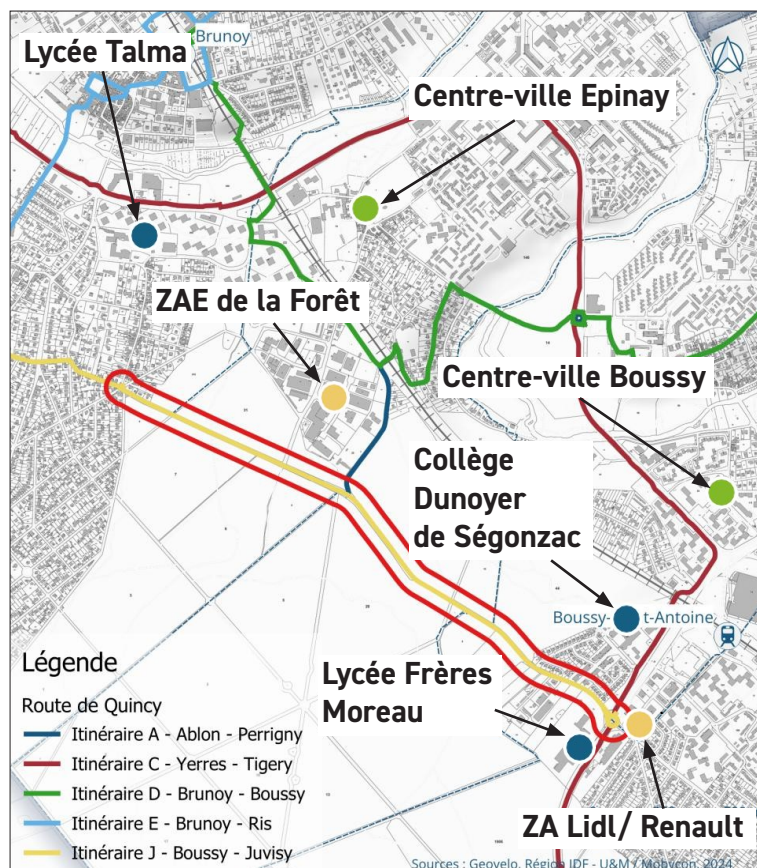 Lycée Talma
Brunoy
Centre-ville Epinay
ZAE de la Forêt
Centre-ville Boussy
Collège
Dunoyer
de Ségonzac
Boussy- t-Antoine
Lycée Frères
Moreau
ZA Lidl/ Renault
Légende
Route de Quincy
Itinéraire A - Ablon - Perrigny
Itinéraire C - Yerres - Tigery
Itinéraire D - Brunoy - Boussy
Itinéraire E - Brunoy - Ris
Itinéraire J - Boussy - Juvisy
Sources : Geovelo, Région IDF - U&M / Mobycon, 2024